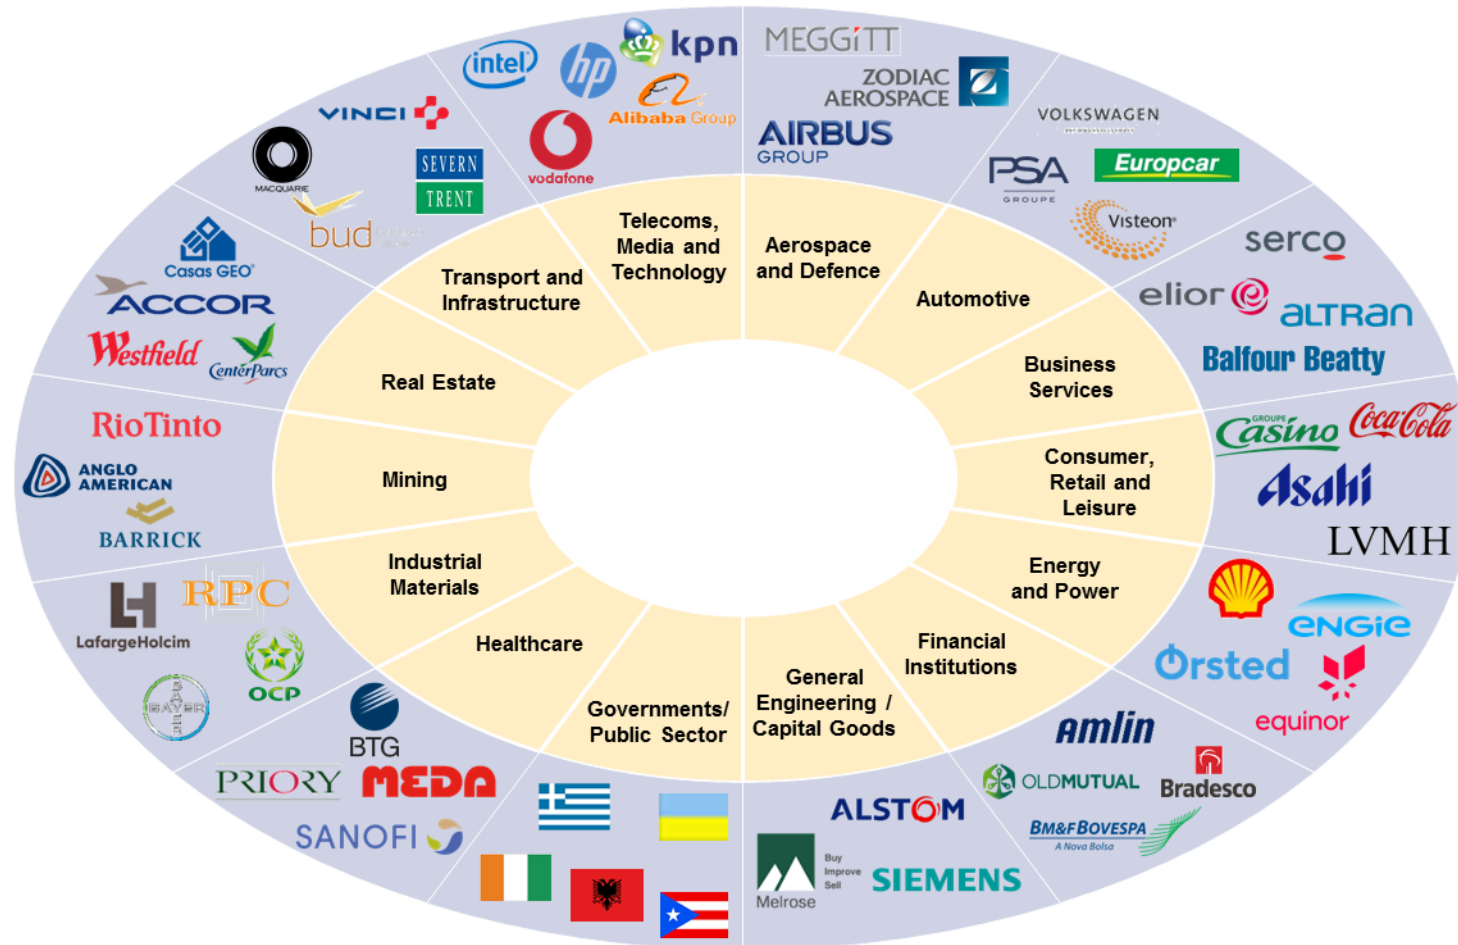 intel
hp
kpn
Alibaba Group
vodafone
MEGGiTT
ZODIAC
AEROSPACE
AIRBUS
GROUP
VOLKSWAGEN
PSA
GROUPE
Europcar
Visteon
serco
elior
ALTRAN
Balfour Beatty
GROUPE
Casino
Coca-Cola
Asahi
LVMH
ENGIE
Orsted
equinor
amlin
OLDMUTUAL
Bradesco
BM&FBOVESPA
A Nova Bolsa
ALSTOM
Melrose
Buy
Improve
Sell
SIEMENS
BTG
PRIORY
MEDA
SANOFI
LH
LafargeHolcim
RPC
OCP
BAYER
BAYER
RioTinto
ANGLO
AMERICAN
BARRICK
Casas GEO
ACCOR
Westfield
CenterParcs
VINCI
MACQUARIE
SEVERN
TRENT
bud
Telecoms,
Media and
Technology
Aerospace
and Defence
Automotive
Business
Services
Consumer,
Retail and
Leisure
Energy
and Power
Financial
Institutions
General
Engineering /
Capital Goods
Governments/
Public Sector
Healthcare
Industrial
Materials
Mining
Real Estate
Transport and
Infrastructure